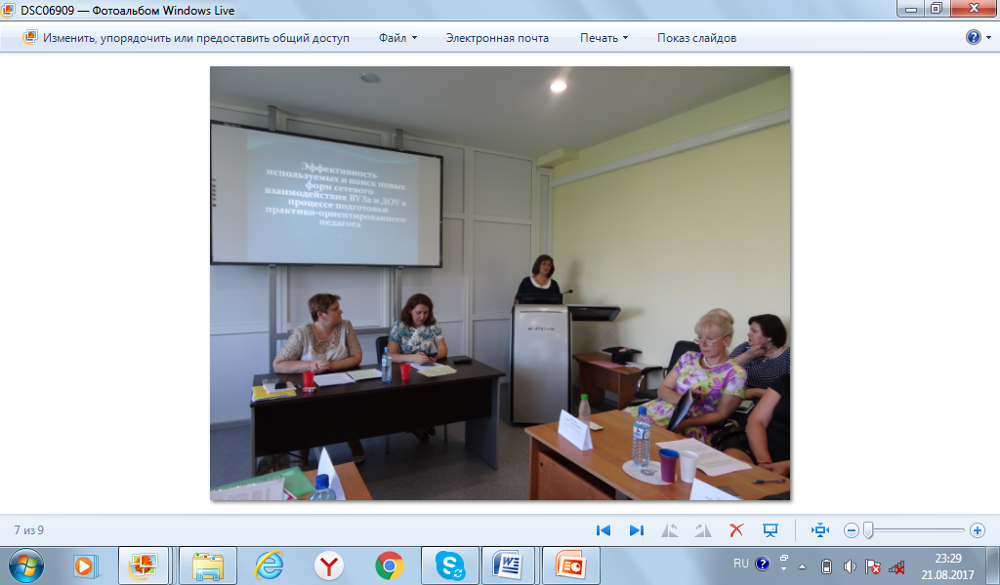 DSC06909 — Фотоальбом Windows Live
Изменить, упорядочить или предоставить общий доступ
Файл
Электронная почта
Печать
Показ слайдов
Эффективность
используемых и поиск новых
форм сетевого
взаимодействия ВУЗа и ДОУ в
процессе подготовки
практико-ориентированного
педагога
7 из 9
RU
23:29
21.08.2017